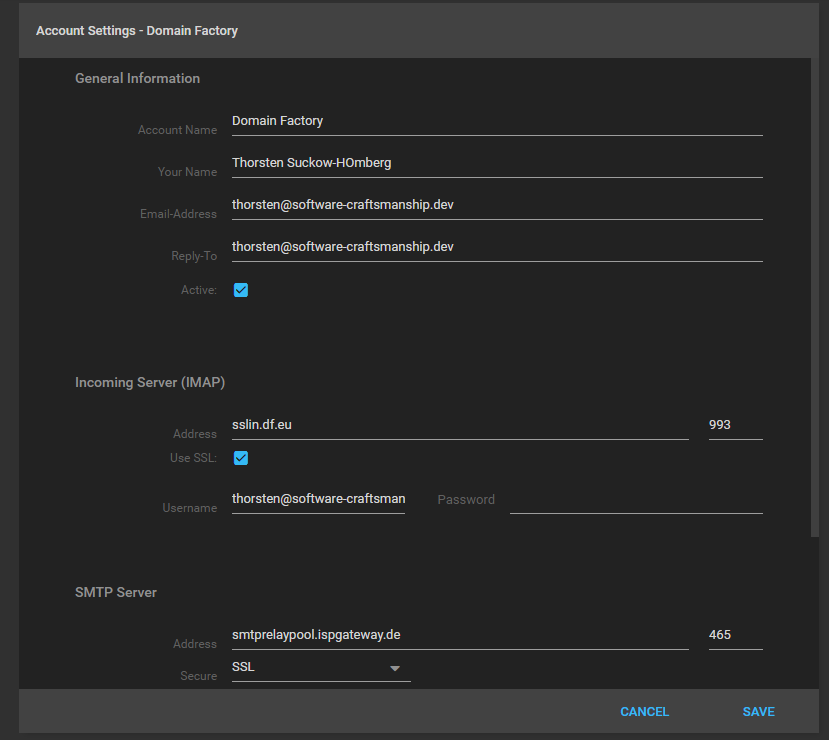 Account Settings - Domain Factory
General Information
Account Name Domain Factory
Your Name Thorsten Suckow-HOmberg
Email-Address thorsten@software-craftsmanship.dev
Reply-To thorsten@software-craftsmanship.dev
Active:
Incoming Server (IMAP)
Address sslin.df.eu 993
Use SSL:
Username thorsten@software-craftsman Password
SMTP Server
Address smtprelaypool.ispgateway.de 465
Secure SSL
CANCEL SAVE